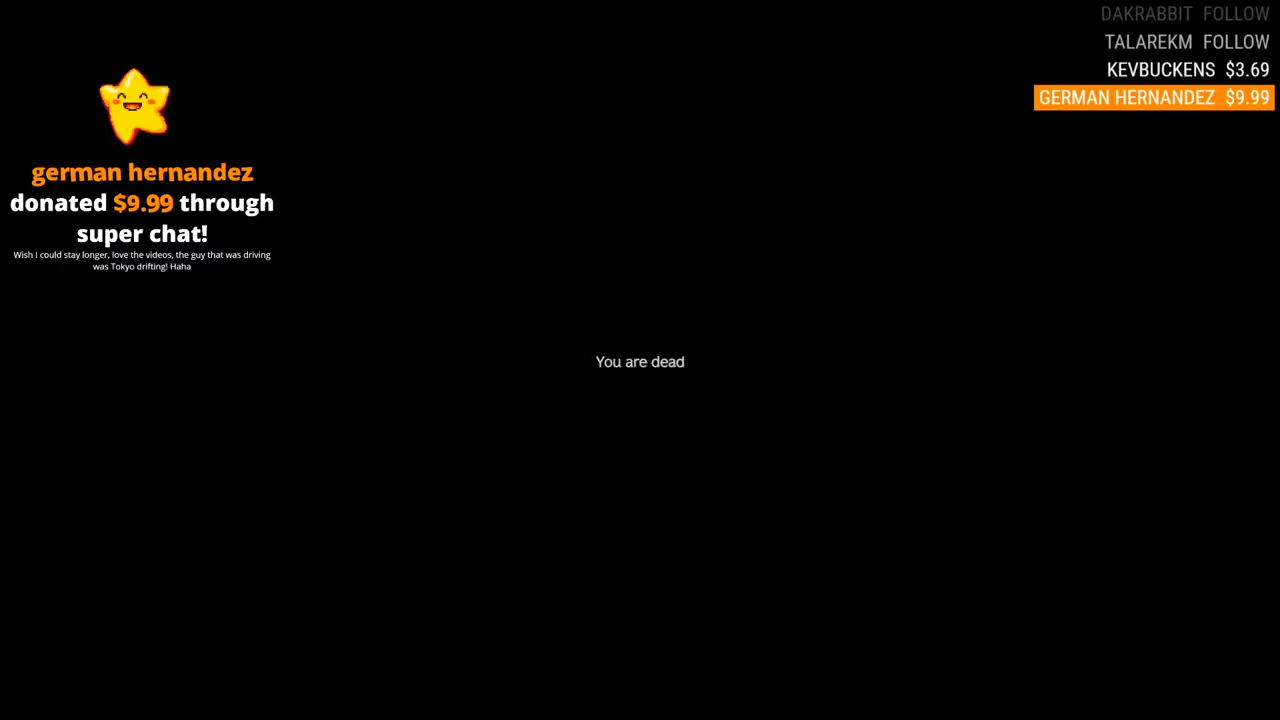 DAKRABBIT FOLLOW
TALAREKM FOLLOW
KEVBUCKENS $3.69
GERMAN HERNANDEZ $9.99
german hernandez
donated $9.99 through
super chat!
Wish I could stay longer, love the videos, the guy that was driving
was Tokyo drifting! Haha
You are dead